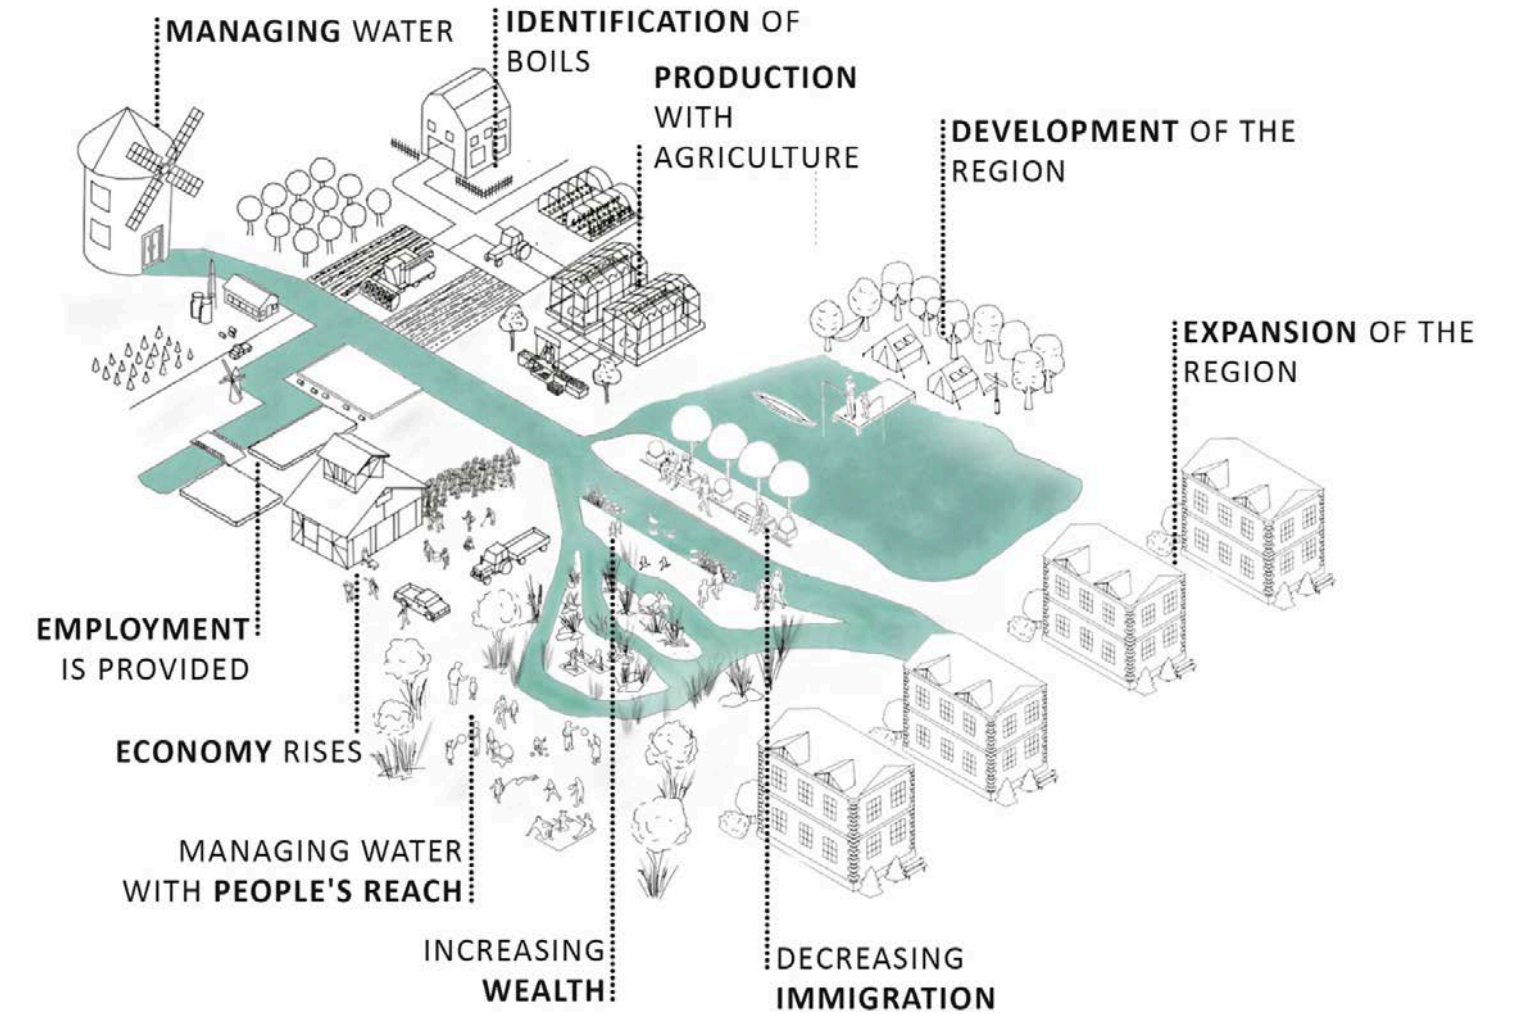 MANAGING WATER
IDENTIFICATION OF
BOILS
PRODUCTION
WITH
AGRICULTURE
DEVELOPMENT OF THE
REGION
EXPANSION OF THE
REGION
EMPLOYMENT
IS PROVIDED
ECONOMY RISES
MANAGING WATER
WITH PEOPLE'S REACH
INCREASING
WEALTH
DECREASING
IMMIGRATION